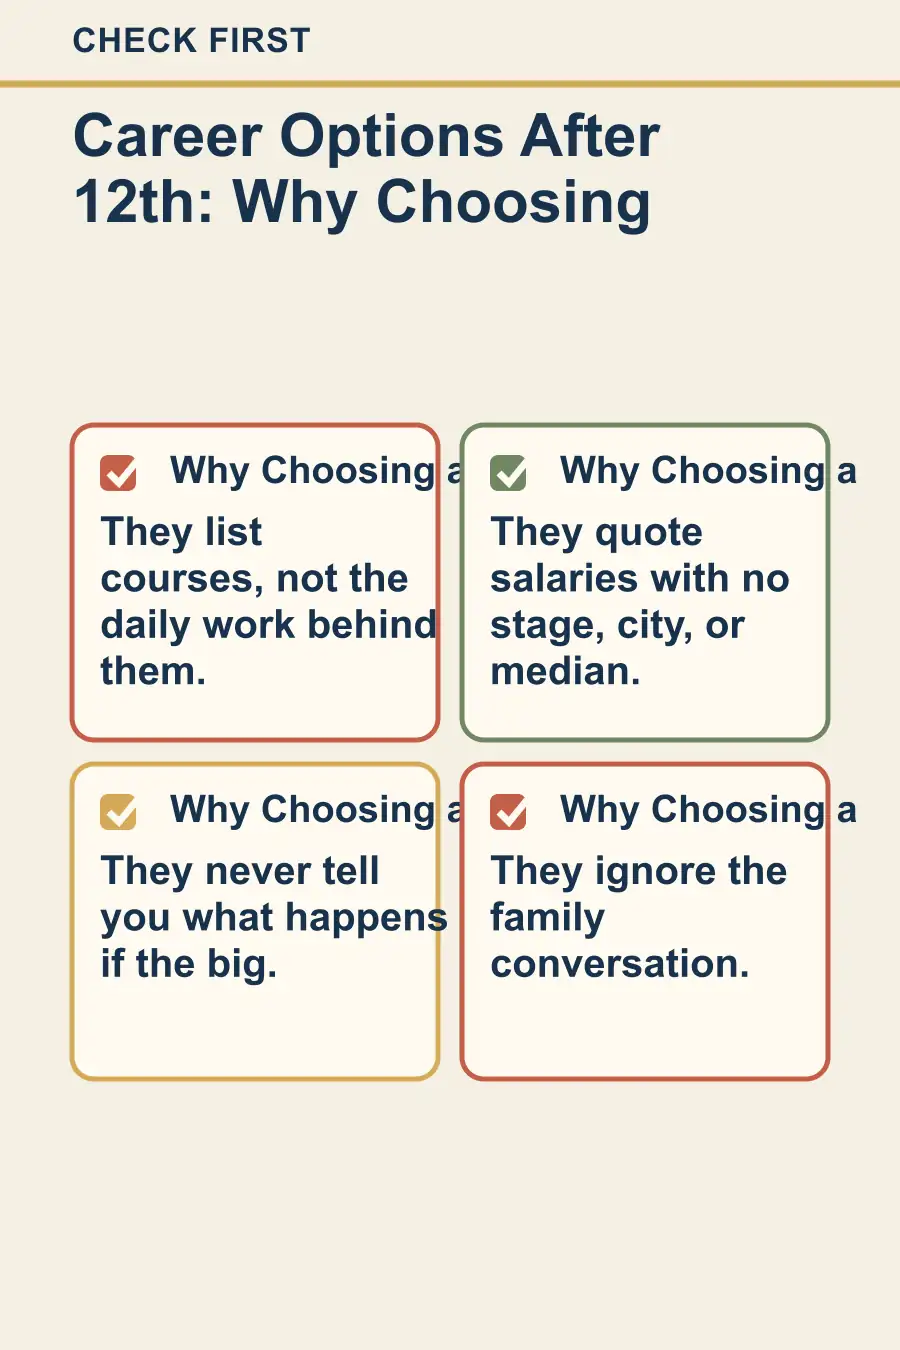 CHECK FIRST
Career Options After
12th: Why Choosing
Why Choosing a
They list
courses, not the
daily work behind
them.
Why Choosing a
They quote
salaries with no
stage, city, or
median.
Why Choosing a
They never tell
you what happens
if the big.
Why Choosing a
They ignore the
family
conversation.